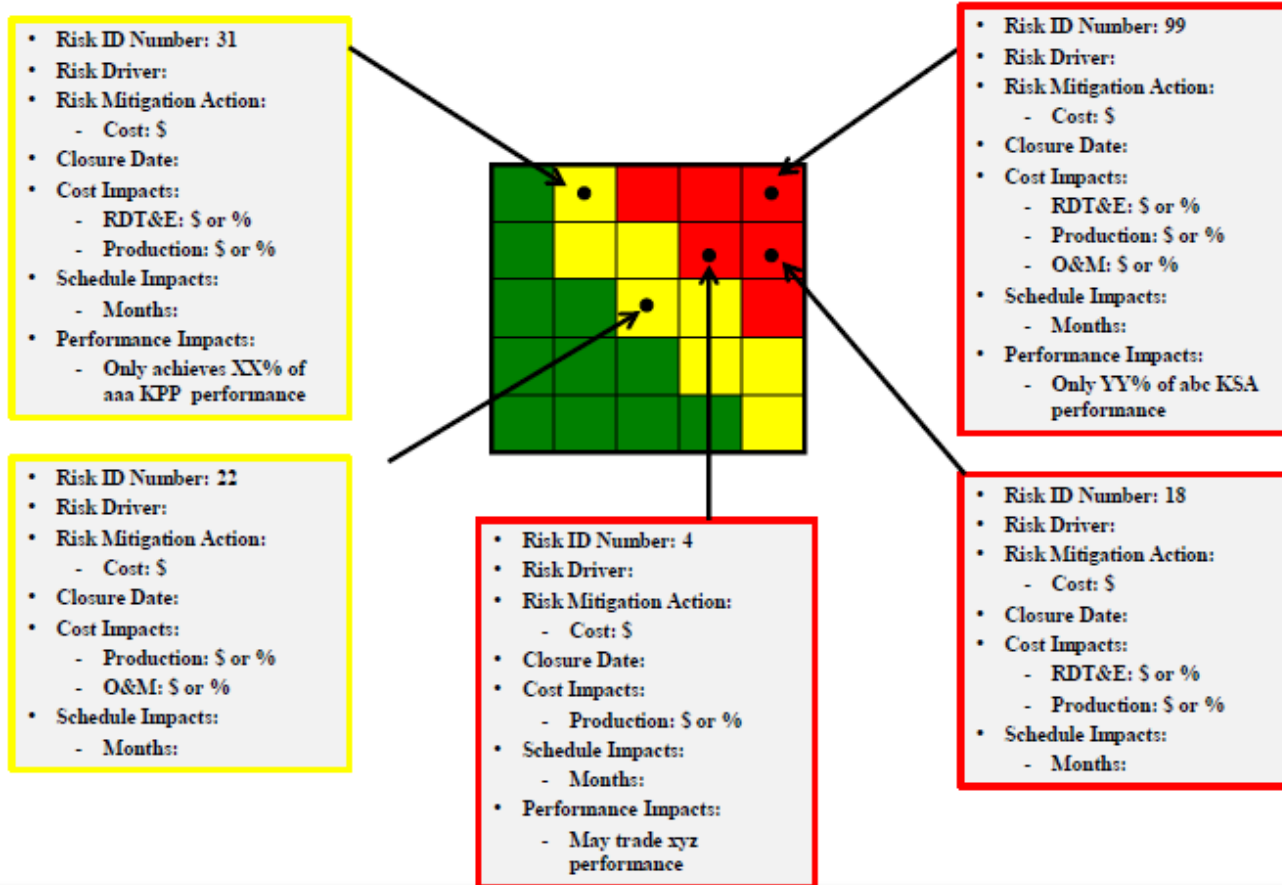 • Risk ID Number: 31
• Risk Driver:
• Risk Mitigation Action:
- Cost: $
• Closure Date:
• Cost Impacts:
- RDT&E: $ or %
- Production: $ or %
• Schedule Impacts:
- Months:
• Performance Impacts:
- Only achieves XX% of
aaa KPP performance
• Risk ID Number: 99
• Risk Driver:
• Risk Mitigation Action:
- Cost: $
• Closure Date:
• Cost Impacts:
- RDT&E: $ or %
- Production: $ or %
- O&M: $ or %
• Schedule Impacts:
- Months:
• Performance Impacts:
- Only YY% of abc KSA
performance
• Risk ID Number: 22
• Risk Driver:
• Risk Mitigation Action:
- Cost: $
• Closure Date:
• Cost Impacts:
- Production: $ or %
- O&M: $ or %
• Schedule Impacts:
- Months:
• Risk ID Number: 4
• Risk Driver:
• Risk Mitigation Action:
- Cost: $
• Closure Date:
• Cost Impacts:
- Production: $ or %
• Schedule Impacts:
- Months:
• Performance Impacts:
- May trade xyz
performance
• Risk ID Number: 18
• Risk Driver:
• Risk Mitigation Action:
- Cost: $
• Closure Date:
• Cost Impacts:
- RDT&E: $ or %
- Production: $ or %
• Schedule Impacts:
- Months: